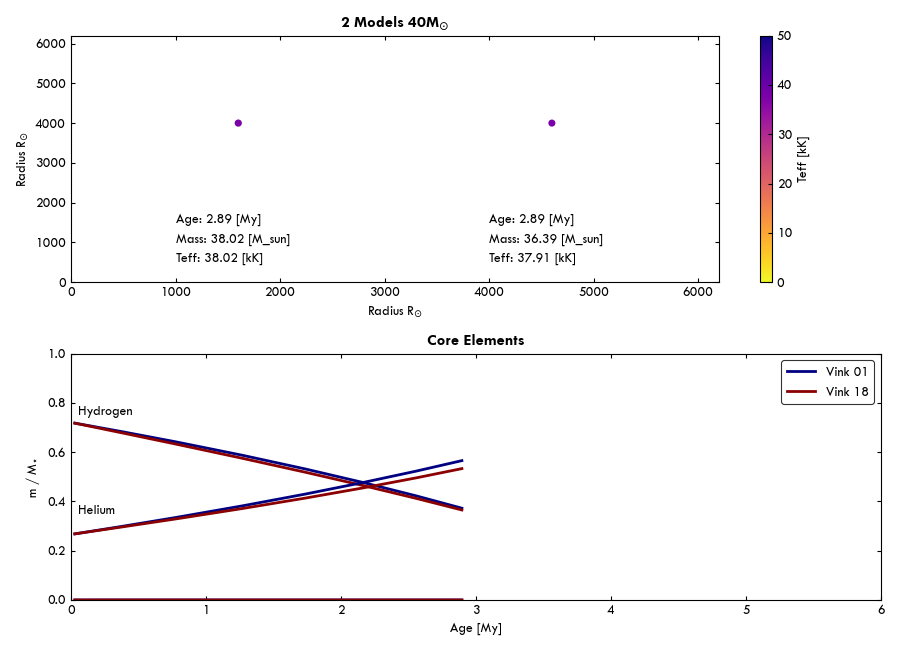 2 Models 40M☉
6000
5000
4000
3000
2000
1000
0
Radius R☉
Age: 2.89 [My]
Mass: 38.02 [M_sun]
Teff: 38.02 [kK]
Age: 2.89 [My]
Mass: 36.39 [M_sun]
Teff: 37.91 [kK]
0 1000 2000 3000 4000 5000 6000
Radius R☉
50
40
30
20
10
0
Teff [kK]
Core Elements
1.0
0.8
0.6
0.4
0.2
0.0
m / M⋆
Hydrogen
Helium
Vink 01
Vink 18
0 1 2 3 4 5 6
Age [My]